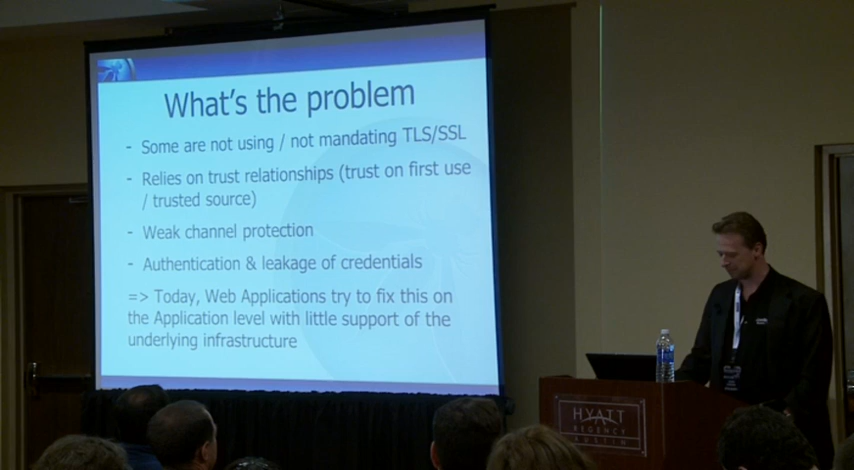 What's the problem
- Some are not using / not mandating TLS/SSL
- Relies on trust relationships (trust on first use
/ trusted source)
- Weak channel protection
- Authentication & leakage of credentials
=> Today, Web Applications try to fix this on
the Application level with little support of the
underlying infrastructure
HYATT
REGENCY
AUSTIN